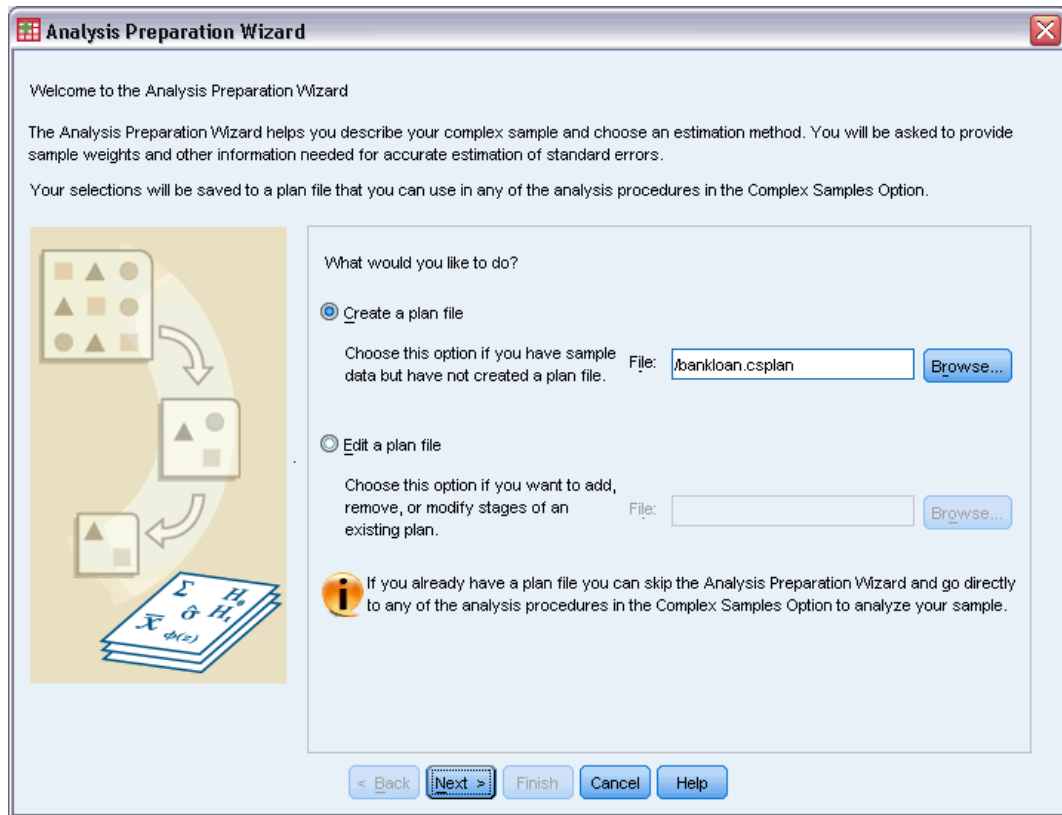 Analysis Preparation Wizard
Welcome to the Analysis Preparation Wizard
The Analysis Preparation Wizard helps you describe your complex sample and choose an estimation method. You will be asked to provide
sample weights and other information needed for accurate estimation of standard errors.
Your selections will be saved to a plan file that you can use in any of the analysis procedures in the Complex Samples Option.
What would you like to do?
Create a plan file
Choose this option if you have sample
data but have not created a plan file.
File:
/bankloan.csplan
Browse...
Edit a plan file
Choose this option if you want to add,
remove, or modify stages of an
existing plan.
File:
Browse...
If you already have a plan file you can skip the Analysis Preparation Wizard and go directly
to any of the analysis procedures in the Complex Samples Option to analyze your sample.
Σ H₀
x̄ σ̂ H₁
ϕ(z)
< Back Next > Finish Cancel Help